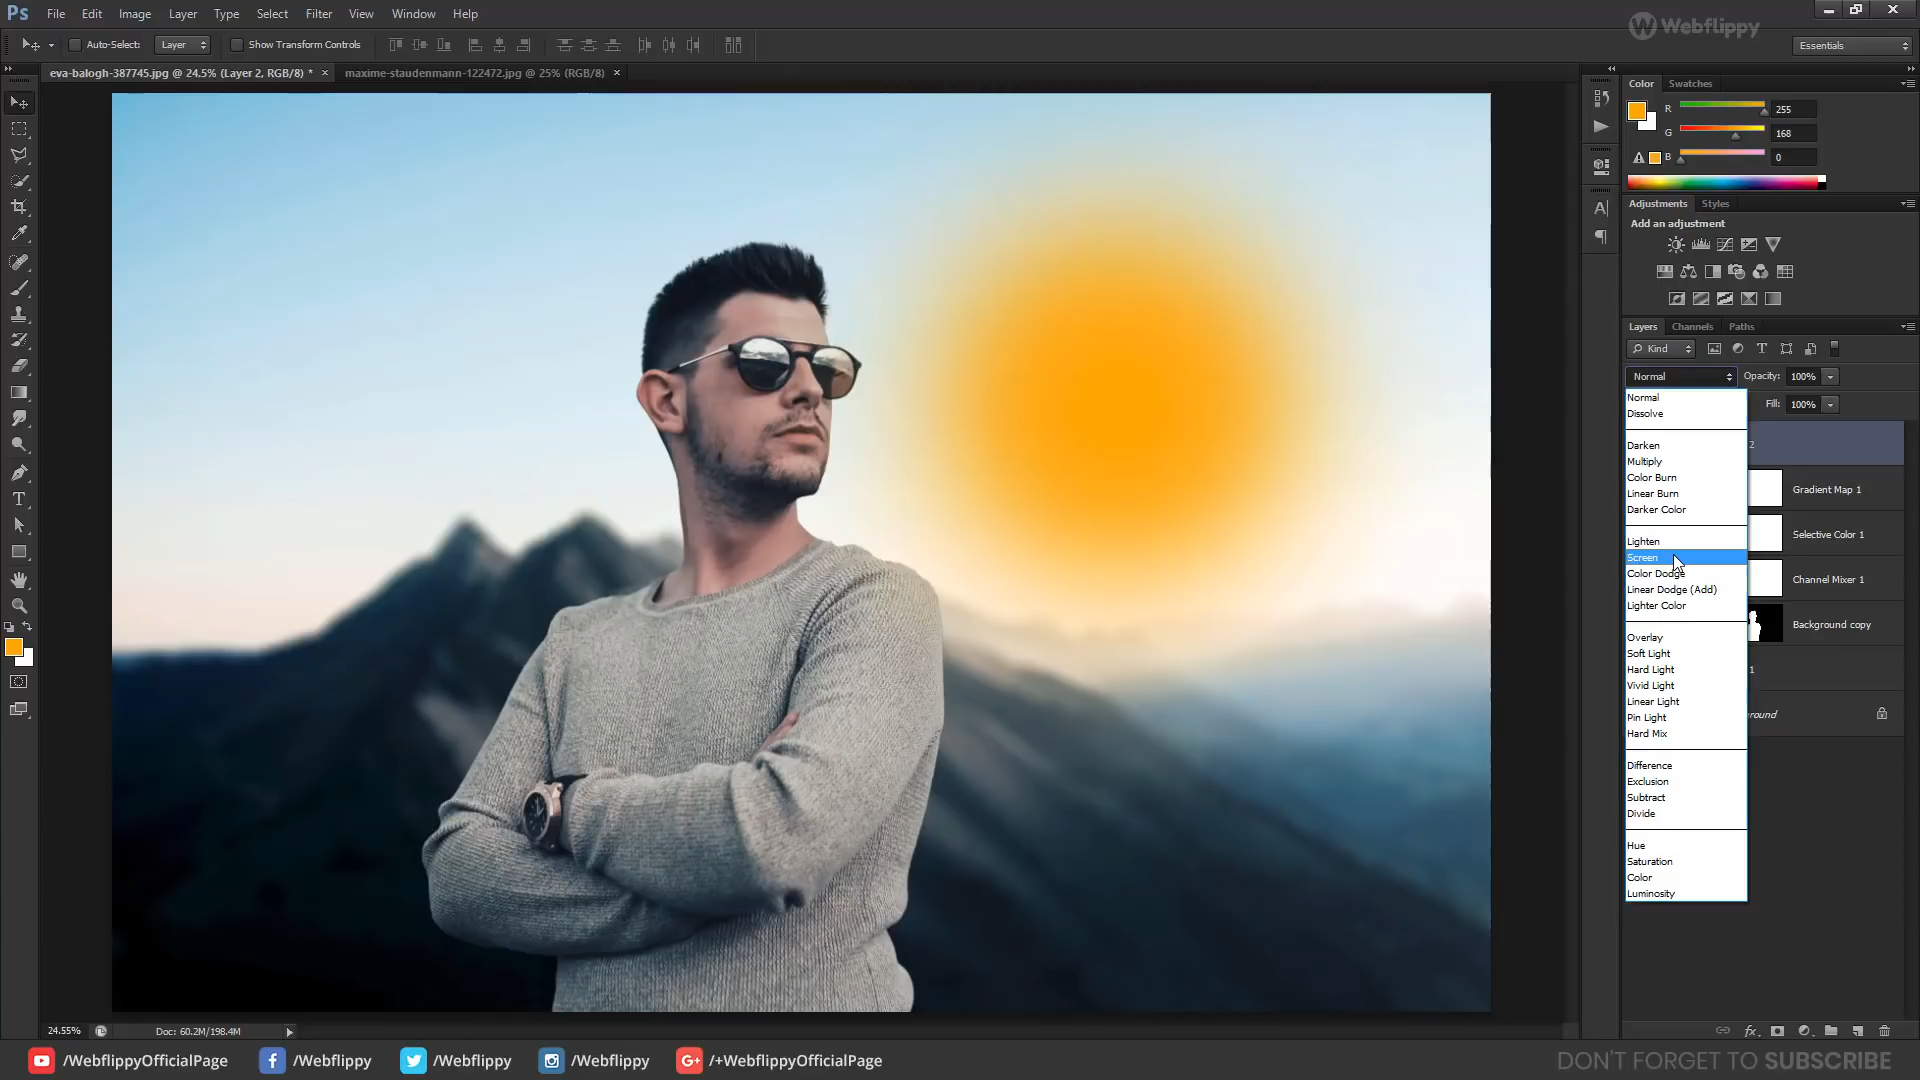 Ps File Edit Image Layer Type Select Filter View Window Help
Webflippy
Auto-Select: Layer Show Transform Controls
Essentials
eva-balogh-387745.jpg @ 24.5% (Layer 2, RGB/8) * × maxime-staudenmann-122472.jpg @ 25% (RGB/8) ×
Color Swatches
R 255
G 168
B 0
Adjustments Styles
Add an adjustment
Layers Channels Paths
Kind
Normal Opacity: 100%
Fill: 100%
Normal
Dissolve
Darken
Multiply
Color Burn
Linear Burn
Darker Color
Lighten
Screen
Color Dodge
Linear Dodge (Add)
Lighter Color
Overlay
Soft Light
Hard Light
Vivid Light
Linear Light
Pin Light
Hard Mix
Difference
Exclusion
Subtract
Divide
Hue
Saturation
Color
Luminosity
2
Gradient Map 1
Selective Color 1
Channel Mixer 1
Background copy
1
round
24.55% Doc: 60.2M/198.4M
/WebflippyOfficialPage /Webflippy /Webflippy /Webflippy /+WebflippyOfficialPage
DON'T FORGET TO SUBSCRIBE